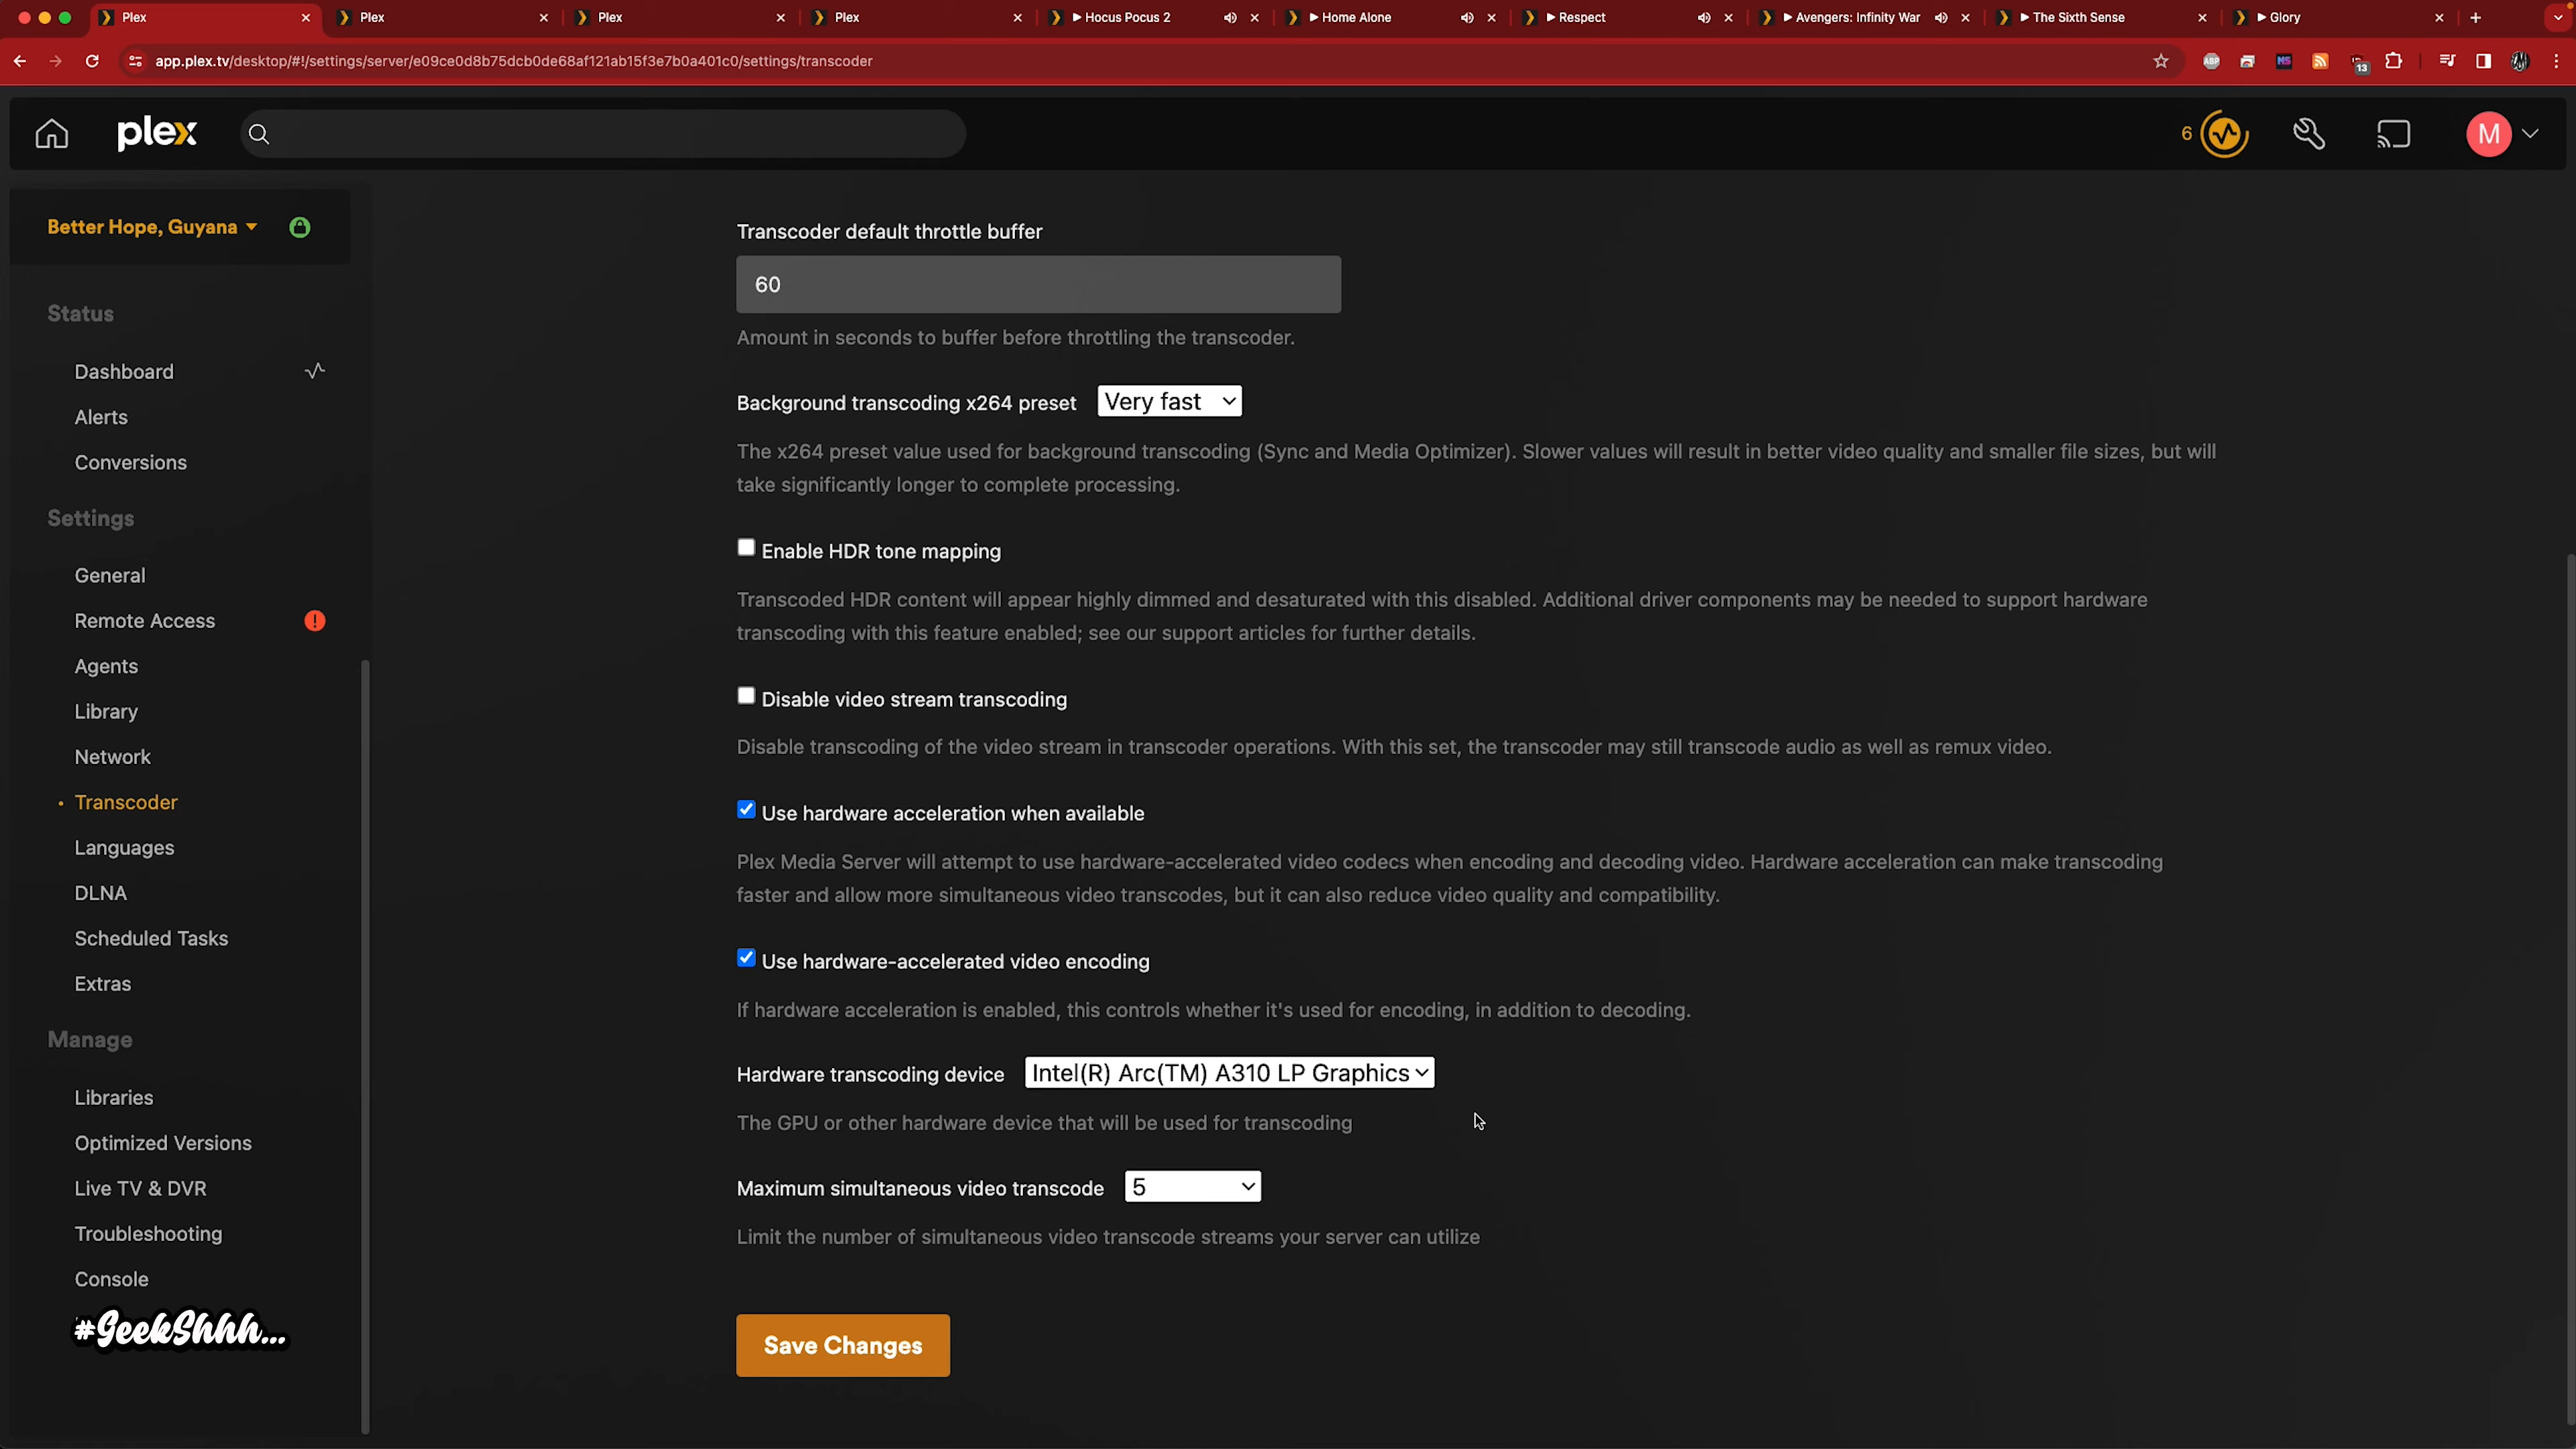 Plex
Plex
Plex
Plex
Hocus Pocus 2
Home Alone
Respect
Avengers: Infinity War
The Sixth Sense
Glory
app.plex.tv/desktop/#!/settings/server/e09ce0d8b75dcb0de68af121ab15f3e7b0a401c0/settings/transcoder
ABP
NS
13
plex
6
M
Better Hope, Guyana
Status
Dashboard
Alerts
Conversions
Settings
General
Remote Access
Agents
Library
Network
Transcoder
Languages
DLNA
Scheduled Tasks
Extras
Manage
Libraries
Optimized Versions
Live TV & DVR
Troubleshooting
Console
#GeekShhh...
Transcoder default throttle buffer
60
Amount in seconds to buffer before throttling the transcoder.
Background transcoding x264 preset Very fast
The x264 preset value used for background transcoding (Sync and Media Optimizer). Slower values will result in better video quality and smaller file sizes, but will
take significantly longer to complete processing.
Enable HDR tone mapping
Transcoded HDR content will appear highly dimmed and desaturated with this disabled. Additional driver components may be needed to support hardware
transcoding with this feature enabled; see our support articles for further details.
Disable video stream transcoding
Disable transcoding of the video stream in transcoder operations. With this set, the transcoder may still transcode audio as well as remux video.
Use hardware acceleration when available
Plex Media Server will attempt to use hardware-accelerated video codecs when encoding and decoding video. Hardware acceleration can make transcoding
faster and allow more simultaneous video transcodes, but it can also reduce video quality and compatibility.
Use hardware-accelerated video encoding
If hardware acceleration is enabled, this controls whether it's used for encoding, in addition to decoding.
Hardware transcoding device Intel(R) Arc(TM) A310 LP Graphics
The GPU or other hardware device that will be used for transcoding
Maximum simultaneous video transcode 5
Limit the number of simultaneous video transcode streams your server can utilize
Save Changes